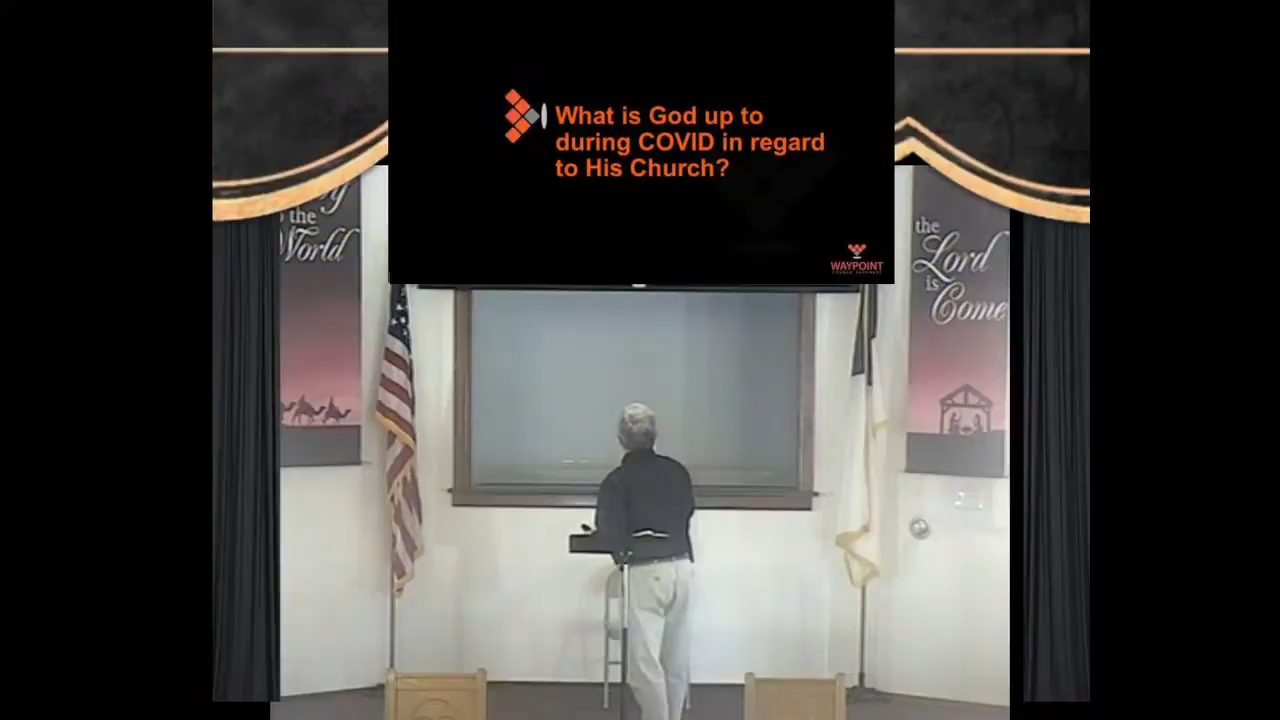 What is God up to
during COVID in regard
to His Church?
WAYPOINT
the
World
the
Lord
is
Come